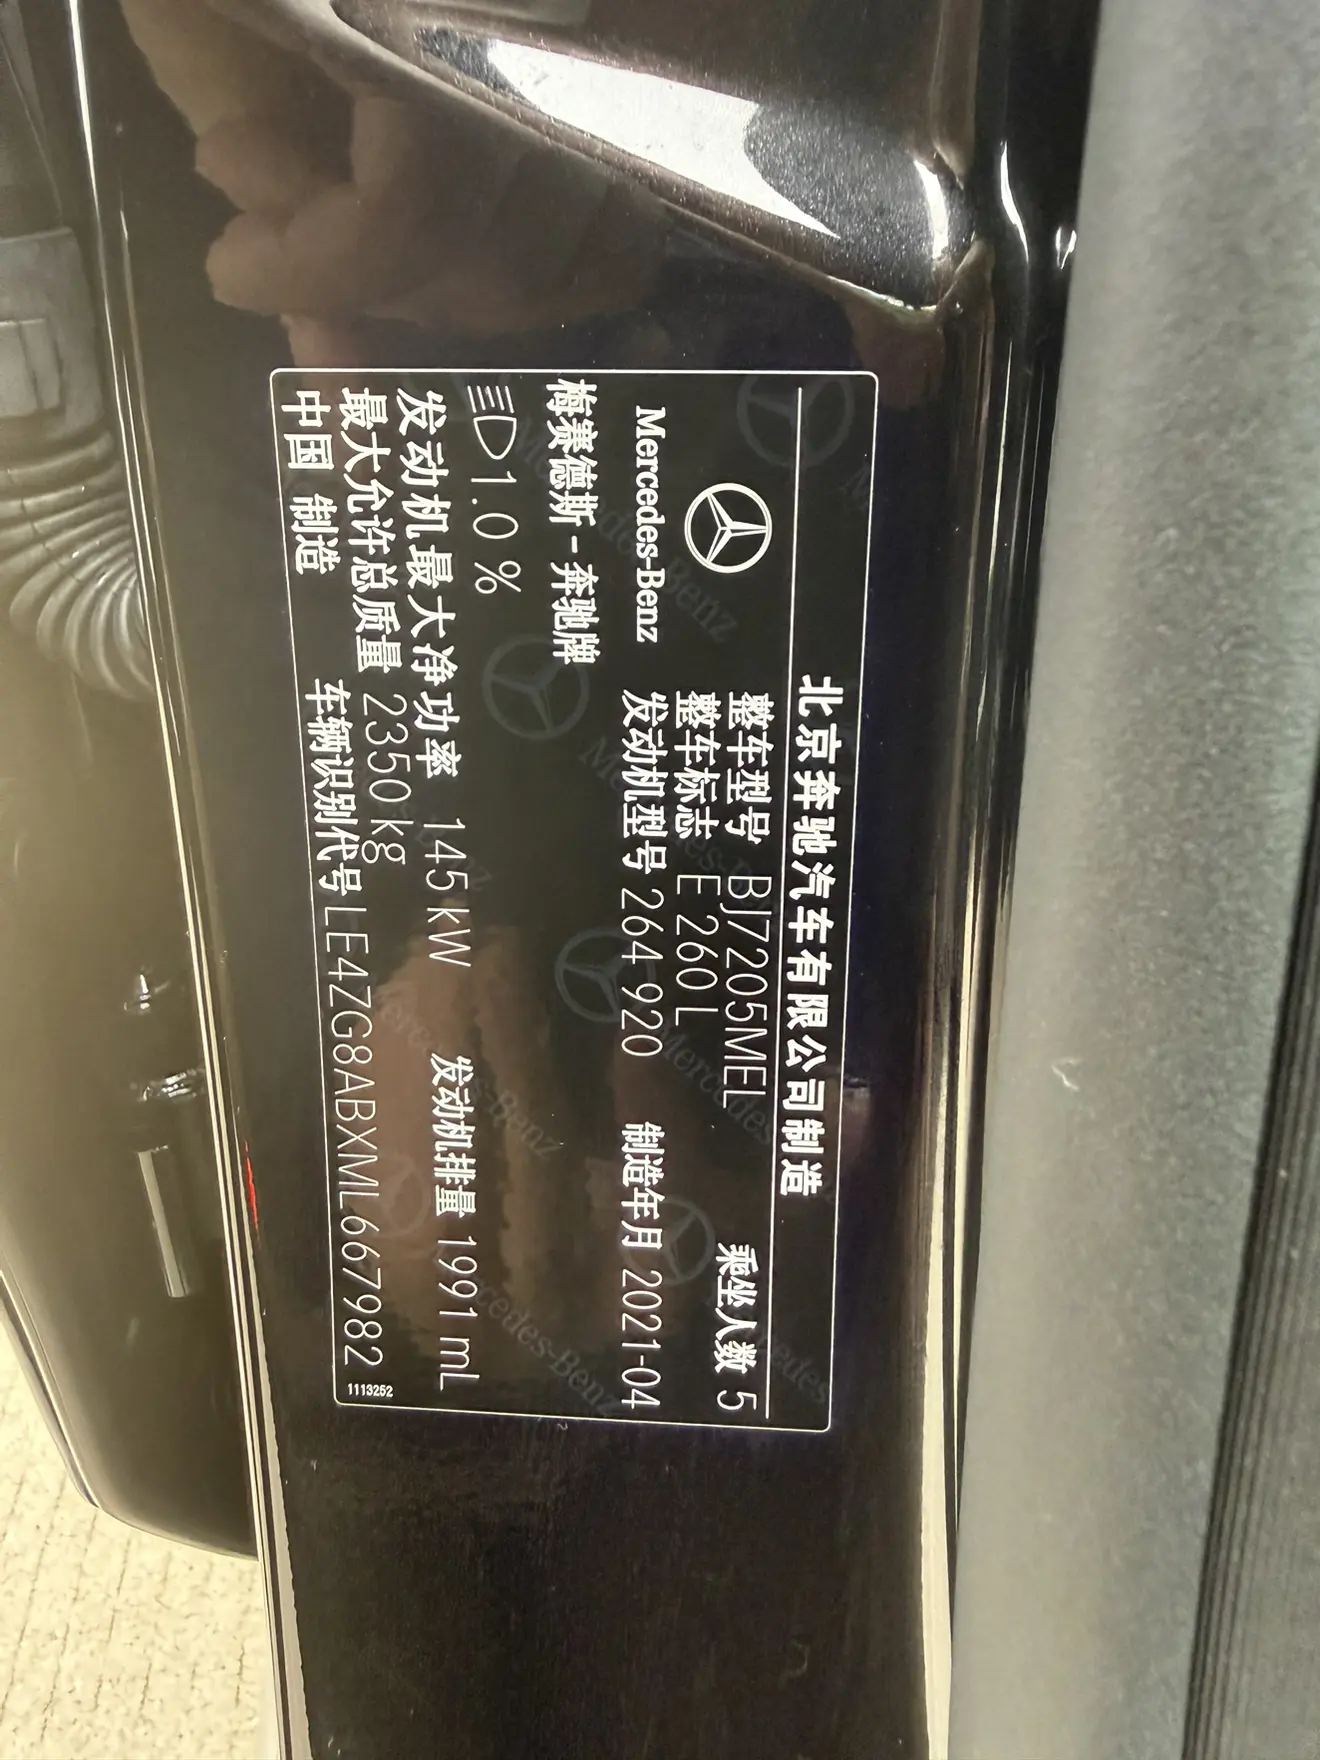 北京奔驰汽车有限公司制造
整车型号 BJ7205MEL 乘坐人数 5
整车标志 E 260 L
Mercedes-Benz 发动机型号 264 920 制造年月 2021-04
梅赛德斯-奔驰牌
1.0 %
发动机最大净功率 145 kW 发动机排量 1991 mL
最大允许总质量 2350 kg
中国 制造 车辆识别代号 LE4ZG8ABXML667982
1113252